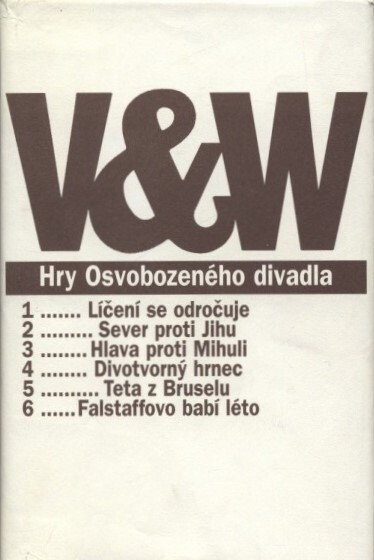 V&W
Hry Osvobozeného divadla
1 ....... Líčení se odročuje
2 ......... Sever proti Jihu
3 ........ Hlava proti Mihuli
4 ........ Divotvorný hrnec
5 .......... Teta z Bruselu
6 ......Falstaffovo babí léto